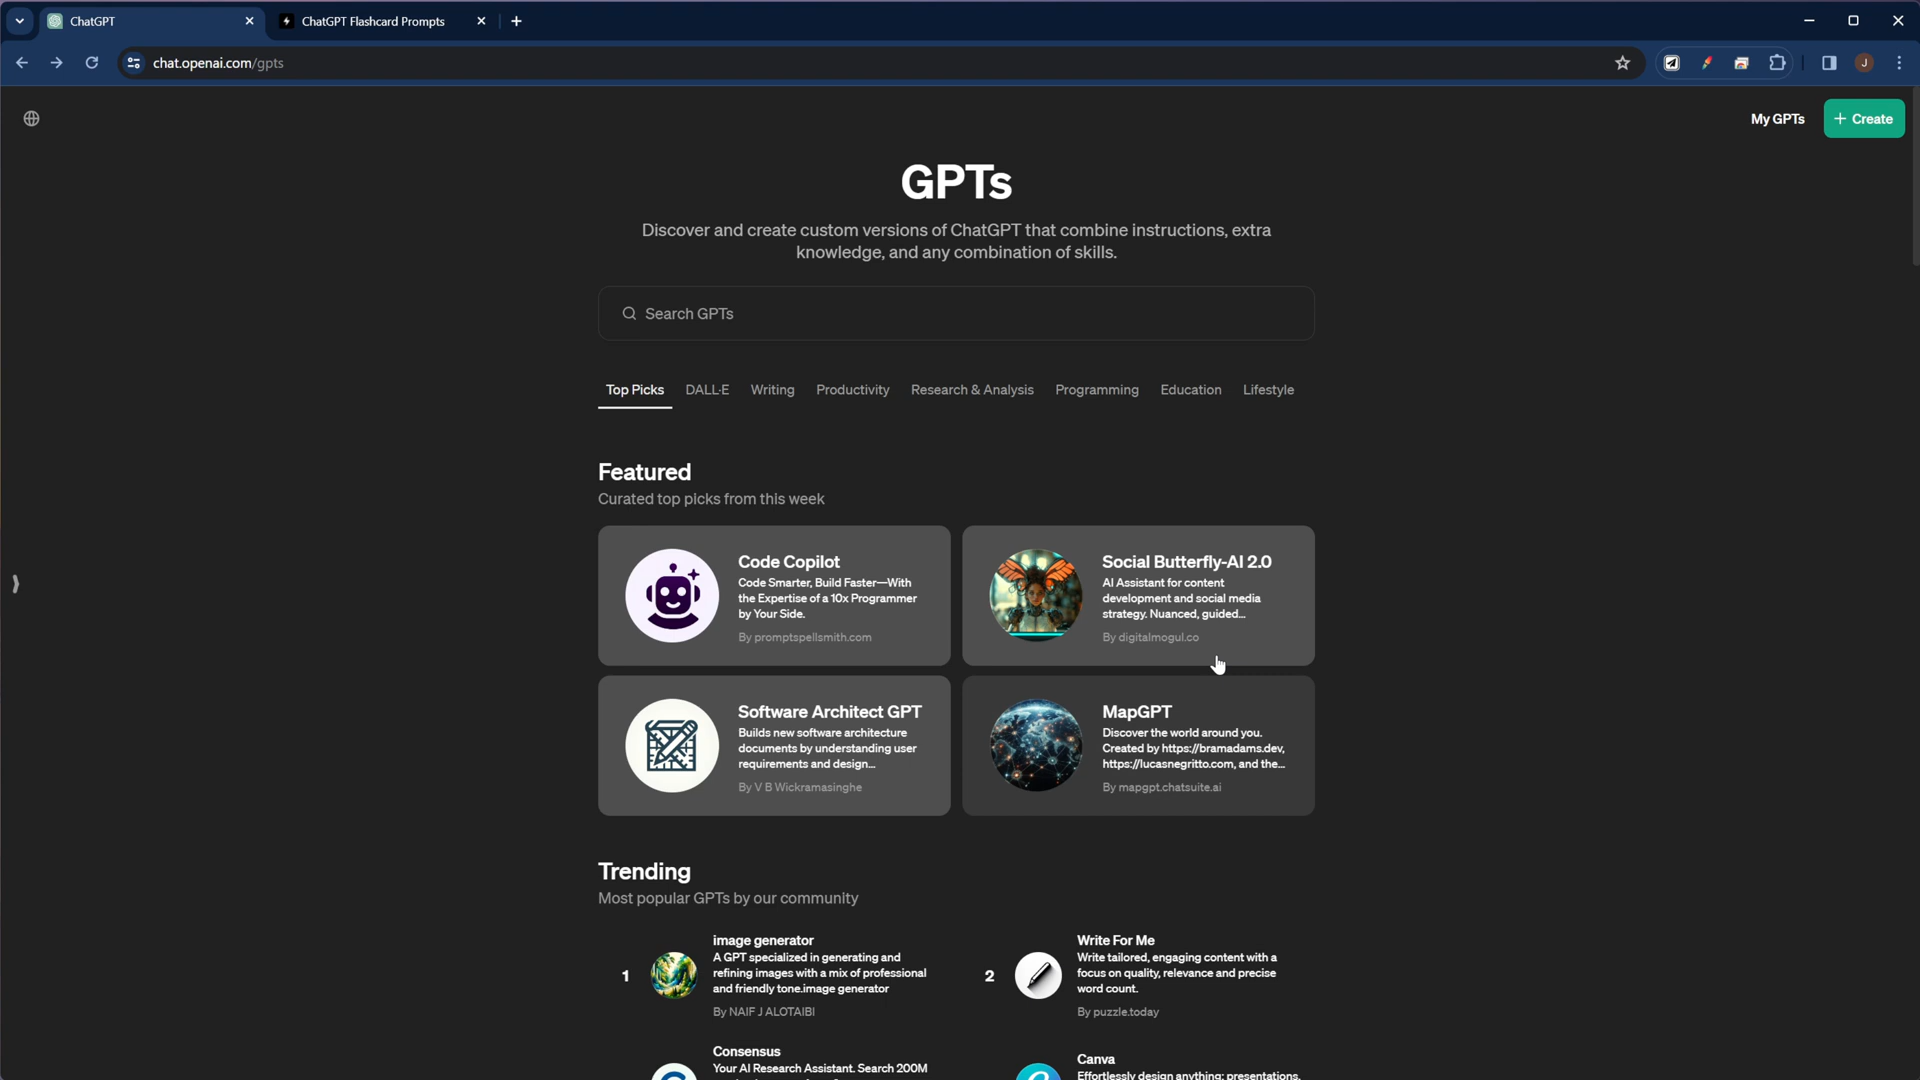 ChatGPT
ChatGPT Flashcard Prompts
chat.openai.com/gpts
J
My GPTs
+ Create
GPTs
Discover and create custom versions of ChatGPT that combine instructions, extra
knowledge, and any combination of skills.
Search GPTs
Top Picks
DALL·E
Writing
Productivity
Research & Analysis
Programming
Education
Lifestyle
Featured
Curated top picks from this week
Code Copilot
Code Smarter, Build Faster—With
the Expertise of a 10x Programmer
by Your Side.
By promptspellsmith.com
Social Butterfly-AI 2.0
AI Assistant for content
development and social media
strategy. Nuanced, guided...
By digitalmogul.co
Software Architect GPT
Builds new software architecture
documents by understanding user
requirements and design...
By V B Wickramasinghe
MapGPT
Discover the world around you.
Created by https://bramadams.dev,
https://lucasnegritto.com, and the...
By mapgpt.chatsuite.ai
Trending
Most popular GPTs by our community
1
image generator
A GPT specialized in generating and
refining images with a mix of professional
and friendly tone.image generator
By NAIF J ALOTAIBI
2
Write For Me
Write tailored, engaging content with a
focus on quality, relevance and precise
word count.
By puzzle.today
Consensus
Your AI Research Assistant. Search 200M
Canva
Effortlessly design anything: presentations,